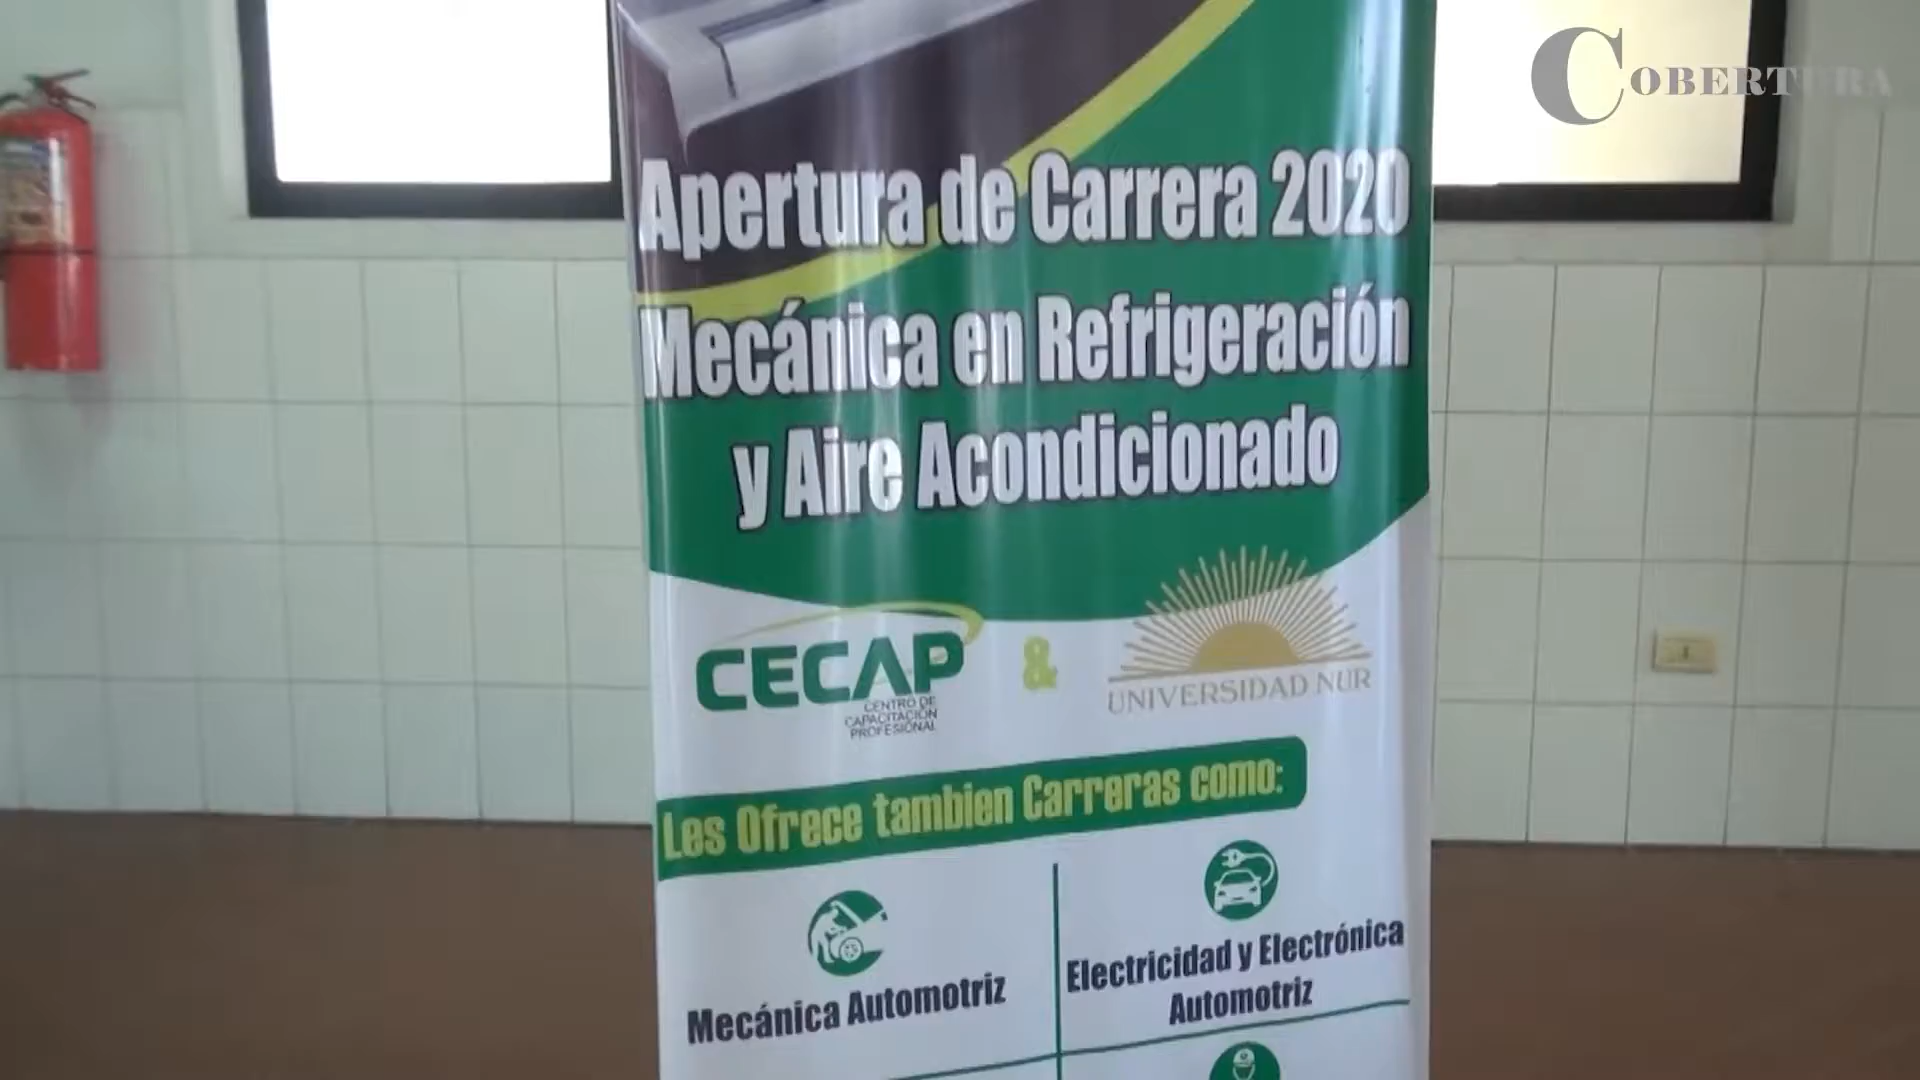 COBERTURA
Apertura de Carrera 2020
Mecánica en Refrigeración
y Aire Acondicionado
CECAP
CENTRO DE
CAPACITACIÓN
PROFESIONAL
&
UNIVERSIDAD NUR
Les Ofrece tambien Carreras como:
Mecánica Automotriz
Electricidad y Electrónica
Automotriz